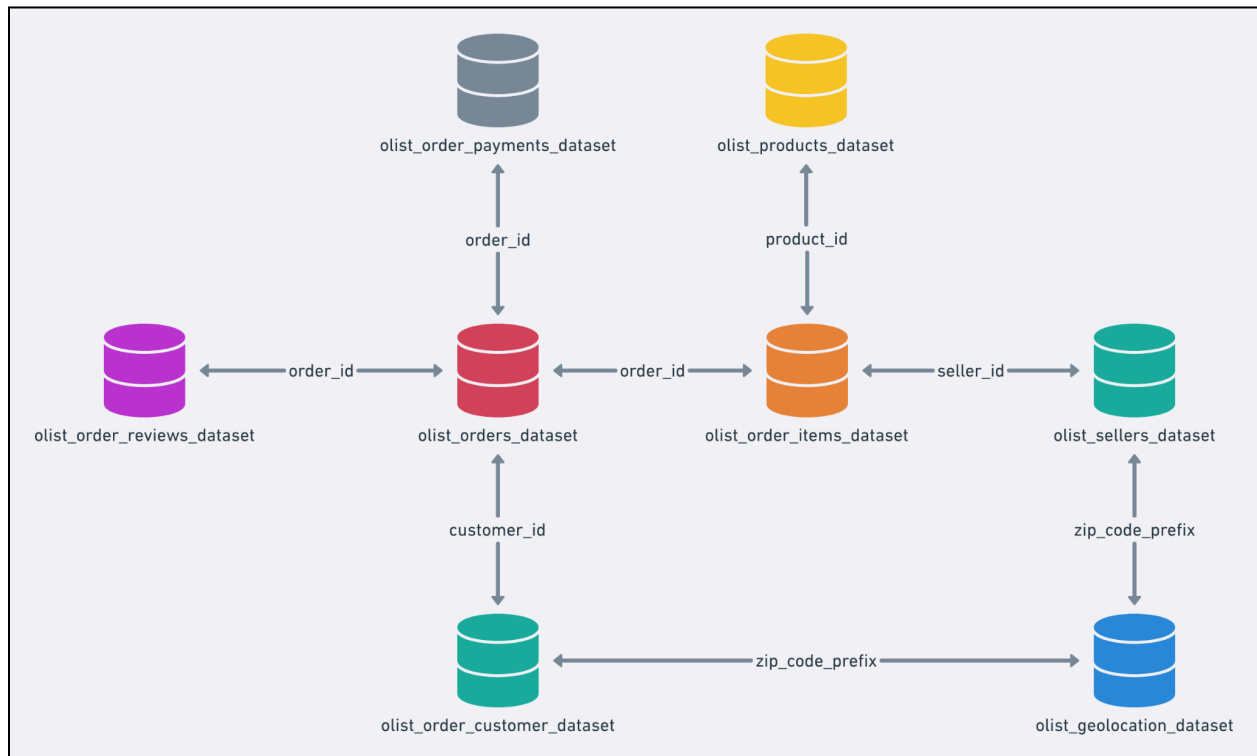 olist_order_payments_dataset
olist_products_dataset
order_id
product_id
order_id
order_id
seller_id
olist_order_reviews_dataset
olist_orders_dataset
olist_order_items_dataset
olist_sellers_dataset
customer_id
zip_code_prefix
zip_code_prefix
olist_order_customer_dataset
olist_geolocation_dataset